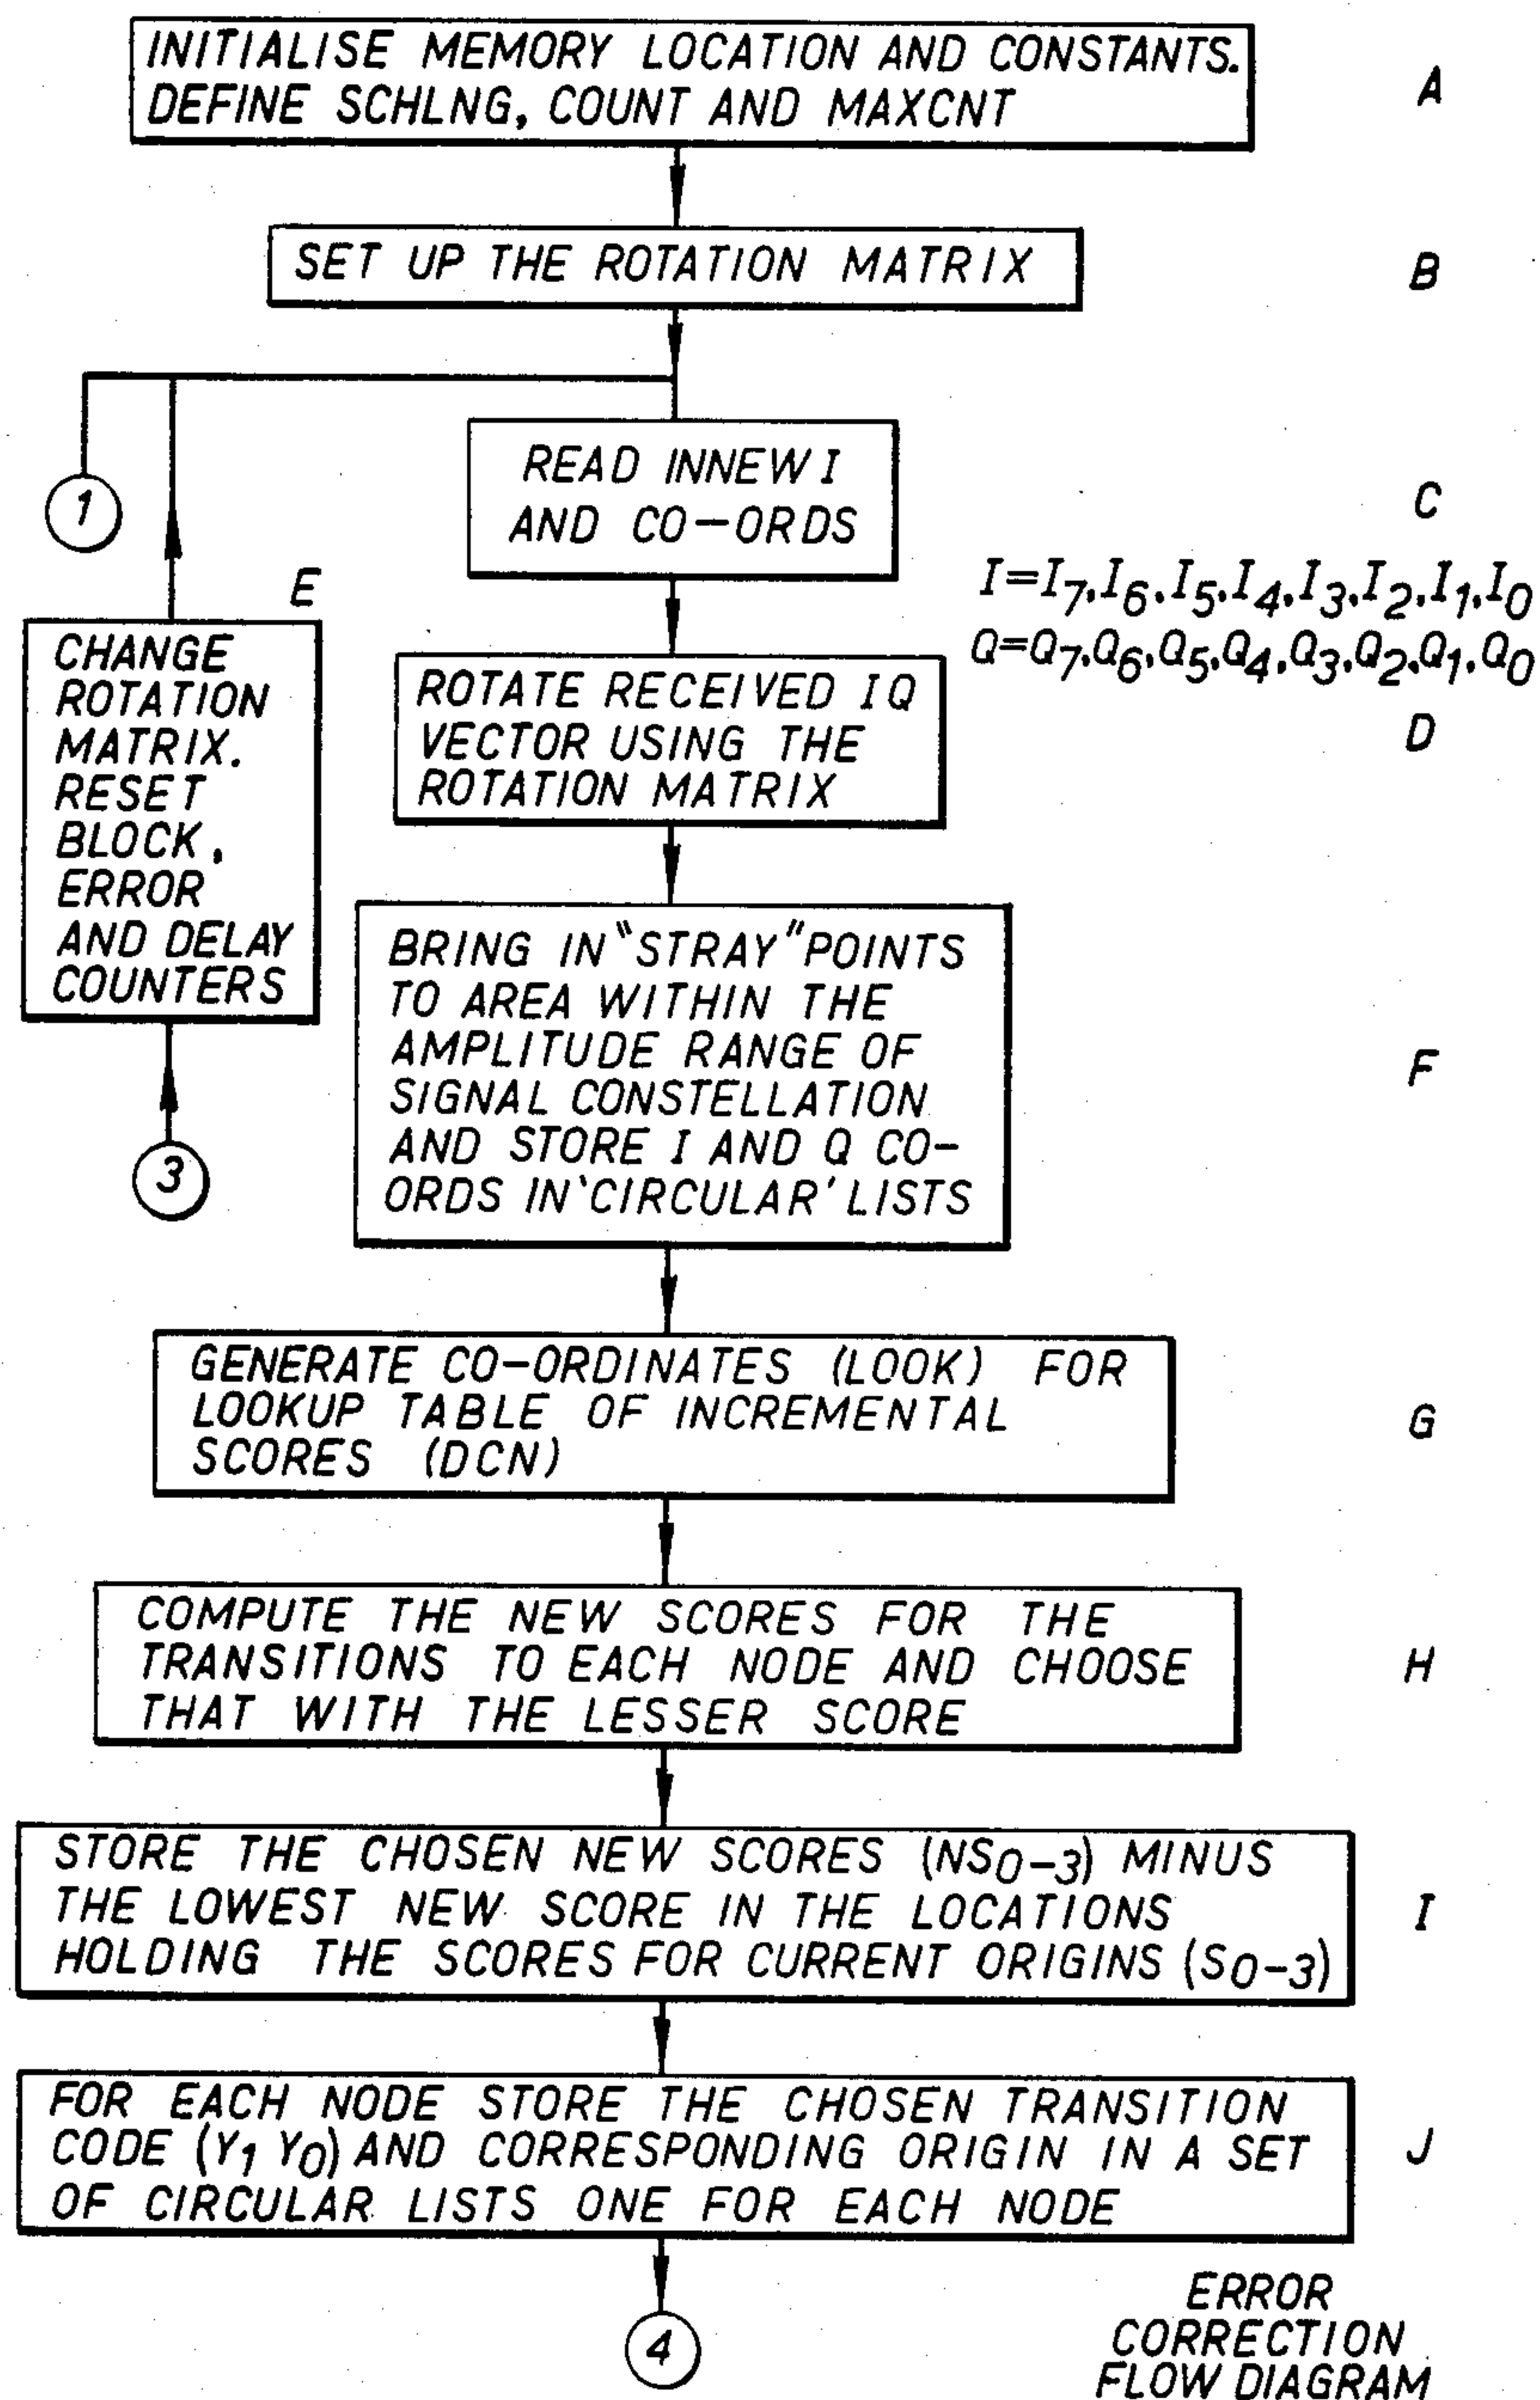 INITIALISE MEMORY LOCATION AND CONSTANTS.
DEFINE SCHLNG, COUNT AND MAXCNT
A
SET UP THE ROTATION MATRIX
B
1
READ INNEW I
AND CO-ORDS
C
I=I7,I6,I5,I4,I3,I2,I1,I0
Q=Q7,Q6,Q5,Q4,Q3,Q2,Q1,Q0
E
CHANGE
ROTATION
MATRIX.
RESET
BLOCK,
ERROR
AND DELAY
COUNTERS
3
ROTATE RECEIVED IQ
VECTOR USING THE
ROTATION MATRIX
D
BRING IN "STRAY" POINTS
TO AREA WITHIN THE
AMPLITUDE RANGE OF
SIGNAL CONSTELLATION
AND STORE I AND Q CO-
ORDS IN 'CIRCULAR' LISTS
F
GENERATE CO-ORDINATES (LOOK) FOR
LOOKUP TABLE OF INCREMENTAL
SCORES (DCN)
G
COMPUTE THE NEW SCORES FOR THE
TRANSITIONS TO EACH NODE AND CHOOSE
THAT WITH THE LESSER SCORE
H
STORE THE CHOSEN NEW SCORES (NS0-3) MINUS
THE LOWEST NEW SCORE IN THE LOCATIONS
HOLDING THE SCORES FOR CURRENT ORIGINS (S0-3)
I
FOR EACH NODE STORE THE CHOSEN TRANSITION
CODE (Y1 Y0) AND CORRESPONDING ORIGIN IN A SET
OF CIRCULAR LISTS ONE FOR EACH NODE
J
4
ERROR
CORRECTION
FLOW DIAGRAM